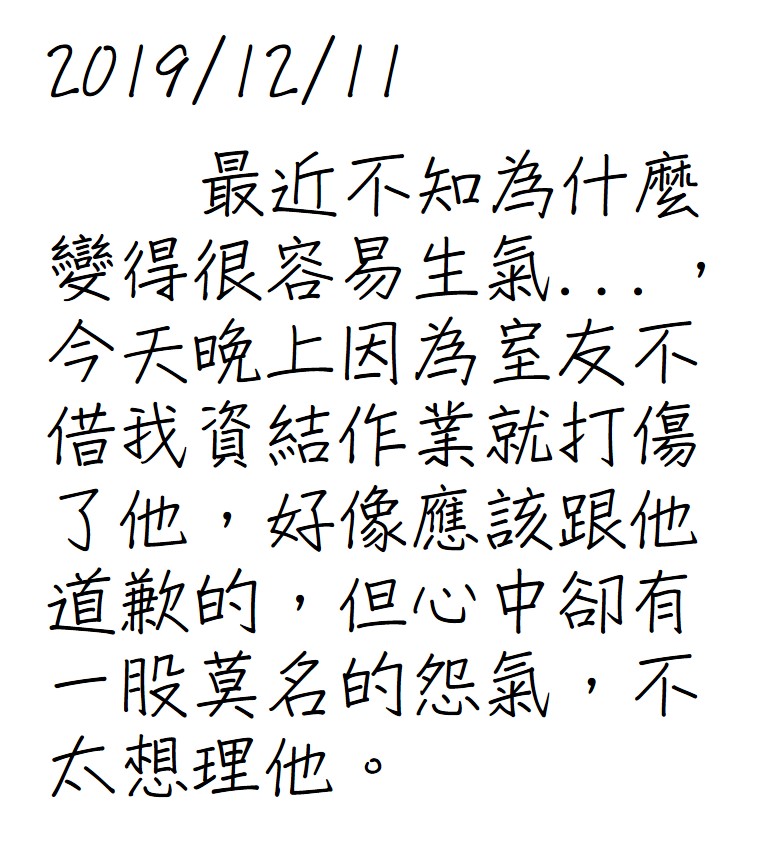 2019/12/11
最近不知為什麼
變得很容易生氣...，
今天晚上因為室友不
借我資結作業就打傷
了他，好像應該跟他
道歉的，但心中卻有
一股莫名的怨氣，不
太想理他。